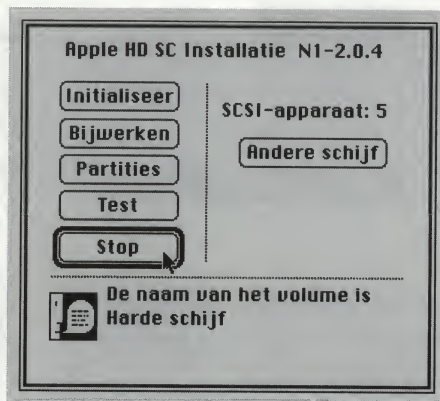 Apple HD SC Installatie N1-2.0.4
Initialiseer
Bijwerken
Partities
Test
Stop
SCSI-apparaat: 5
Andere schijf
De naam van het volume is
Harde schijf